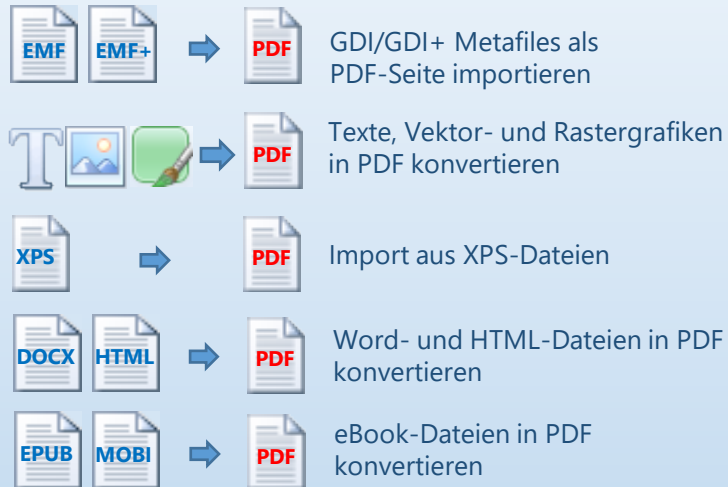 EMF EMF+ PDF GDI/GDI+ Metafiles als
PDF-Seite importieren
T PDF Texte, Vektor- und Rastergrafiken
in PDF konvertieren
XPS PDF Import aus XPS-Dateien
DOCX HTML PDF Word- und HTML-Dateien in PDF
konvertieren
EPUB MOBI PDF eBook-Dateien in PDF
konvertieren